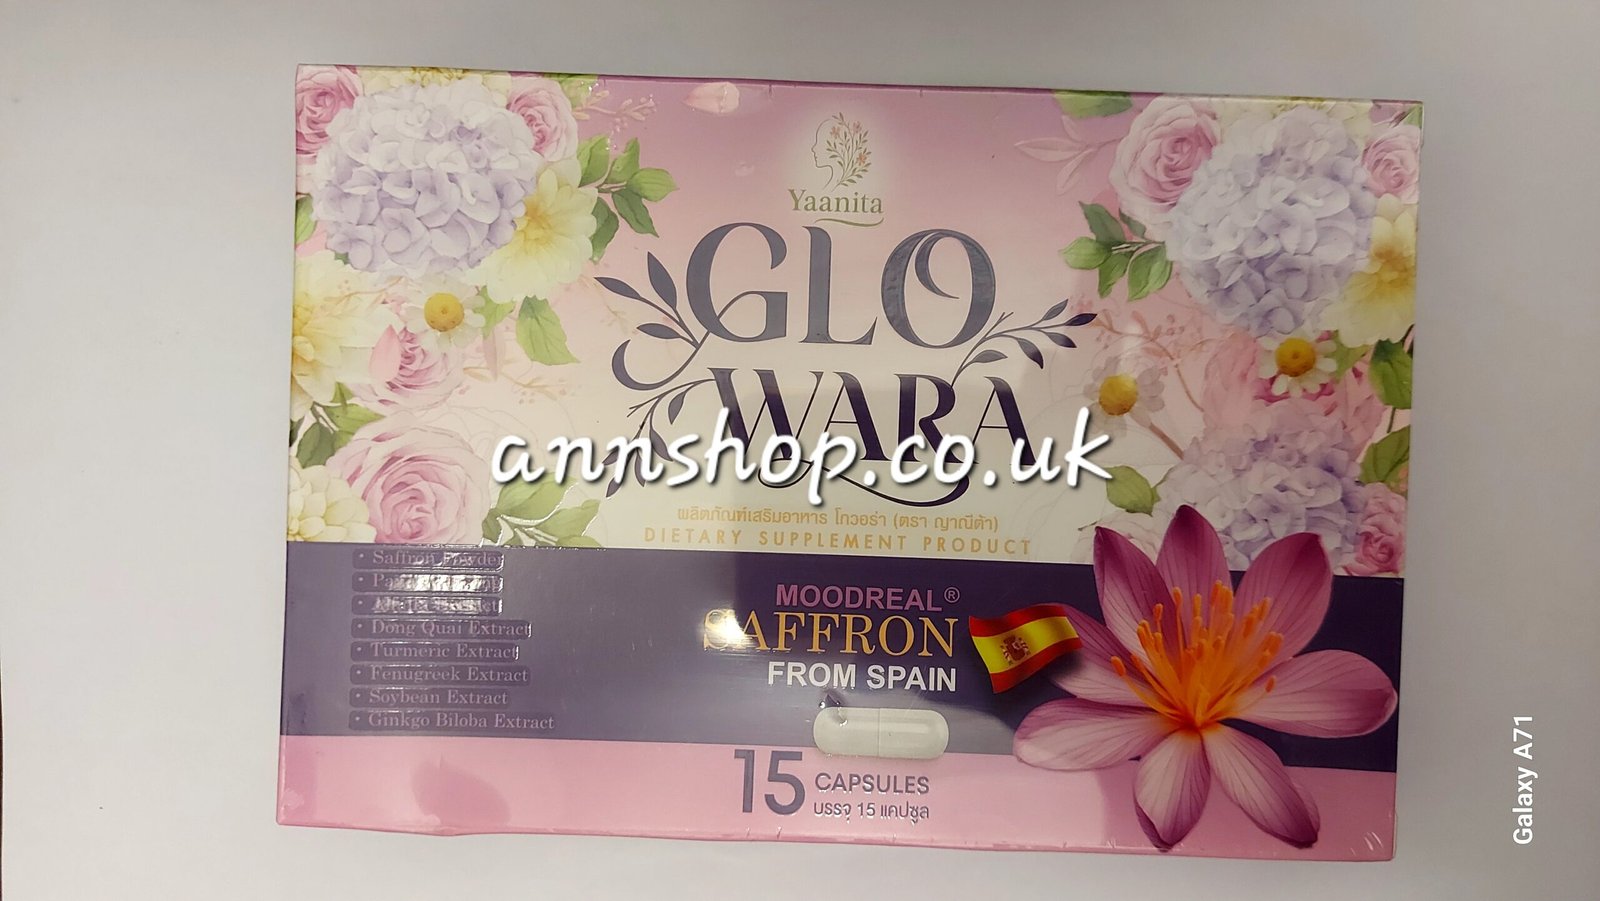 Yaanita
GLO
WARA
annshop.co.uk
ผลิตภัณฑ์เสริมอาหาร โกวอร่า (ตรา ญาณีต้า)
DIETARY SUPPLEMENT PRODUCT
• Saffron Powder
• Dong Quai Extract
• Turmeric Extract
• Fenugreek Extract
• Soybean Extract
• Ginkgo Biloba Extract
MOODREAL®
SAFFRON
FROM SPAIN
15 CAPSULES
บรรจุ 15 แคปซูล
Galaxy A71